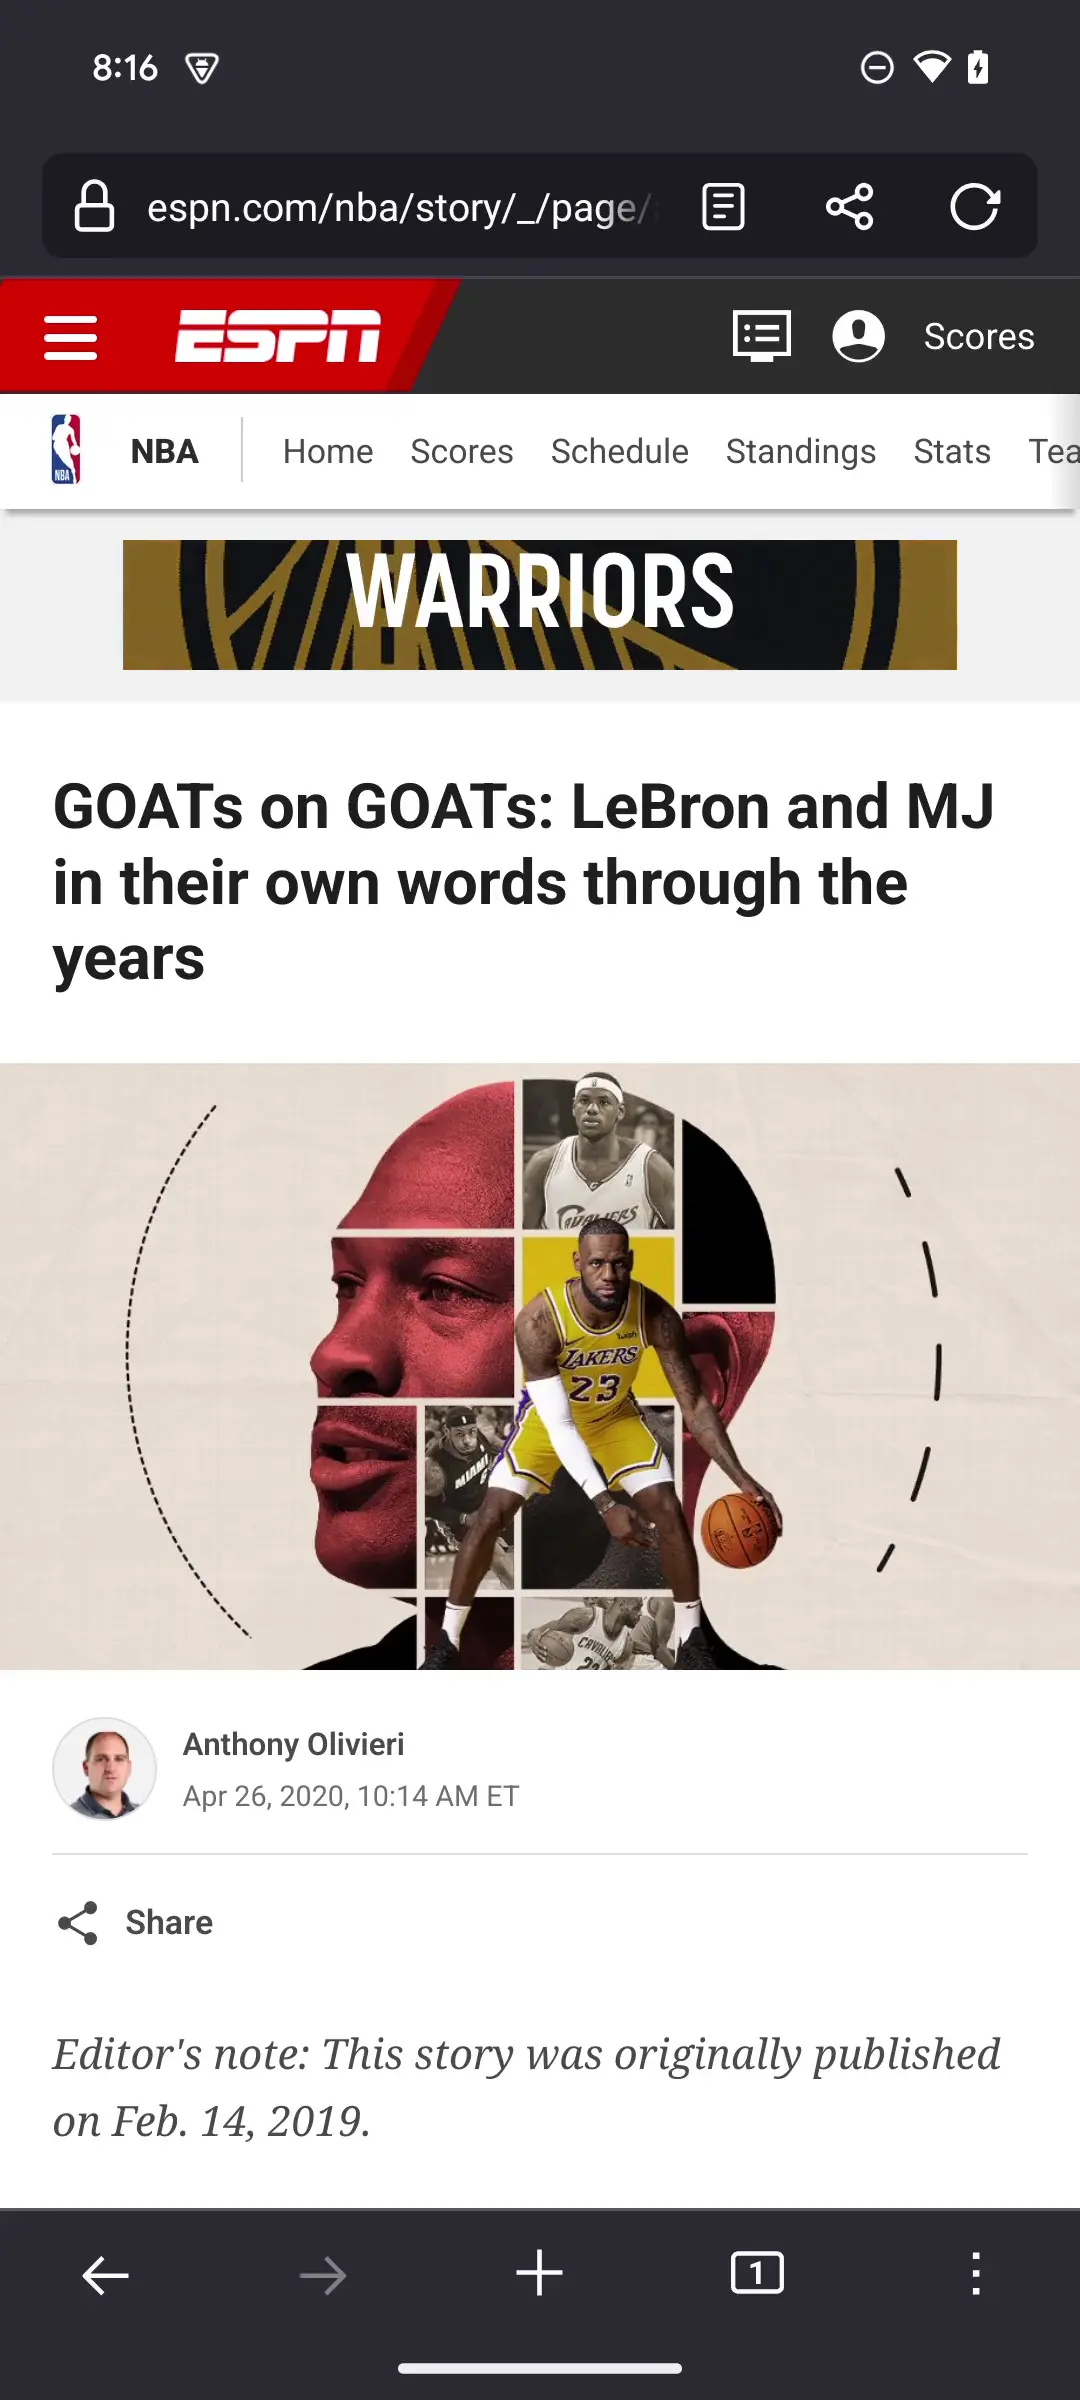 8:16
espn.com/nba/story/_/page/
ESPN
Scores
NBA
NBA
Home
Scores
Schedule
Standings
Stats
Tea
WARRIORS
GOATs on GOATs: LeBron and MJ
in their own words through the
years
CAVALIERS
wish
LAKERS
23
MIAMI
Anthony Olivieri
Apr 26, 2020, 10:14 AM ET
Share
Editor's note: This story was originally published
on Feb. 14, 2019.
1